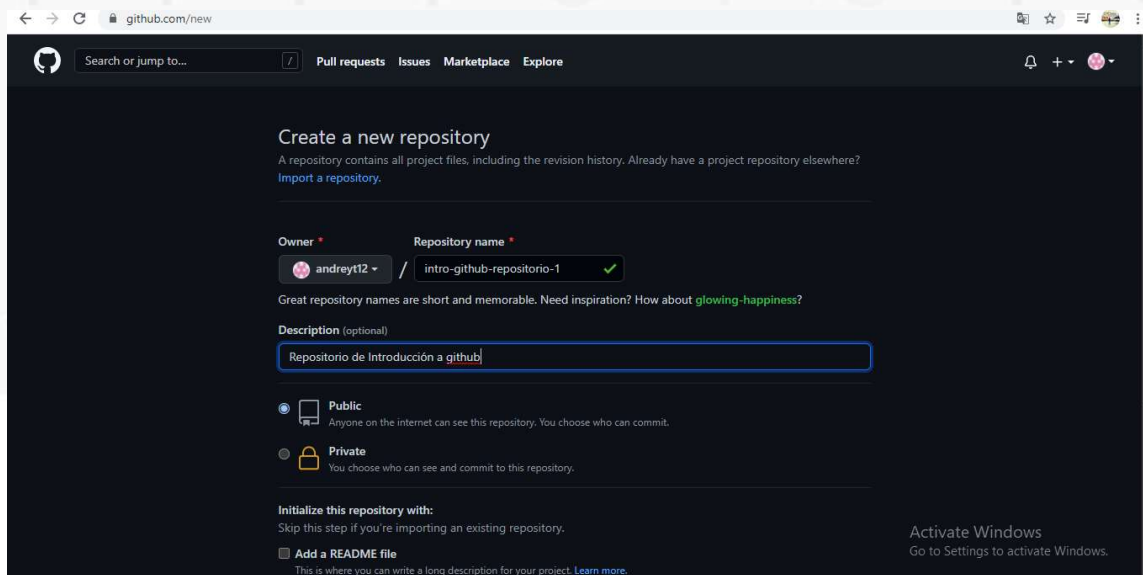 github.com/new
Search or jump to... / Pull requests Issues Marketplace Explore
Create a new repository
A repository contains all project files, including the revision history. Already have a project repository elsewhere?
Import a repository.
Owner * Repository name *
andreyt12 / intro-github-repositorio-1
Great repository names are short and memorable. Need inspiration? How about glowing-happiness?
Description (optional)
Repositorio de Introducción a github
Public
Anyone on the internet can see this repository. You choose who can commit.
Private
You choose who can see and commit to this repository.
Initialize this repository with:
Skip this step if you're importing an existing repository.
Add a README file
This is where you can write a long description for your project. Learn more.
Activate Windows
Go to Settings to activate Windows.